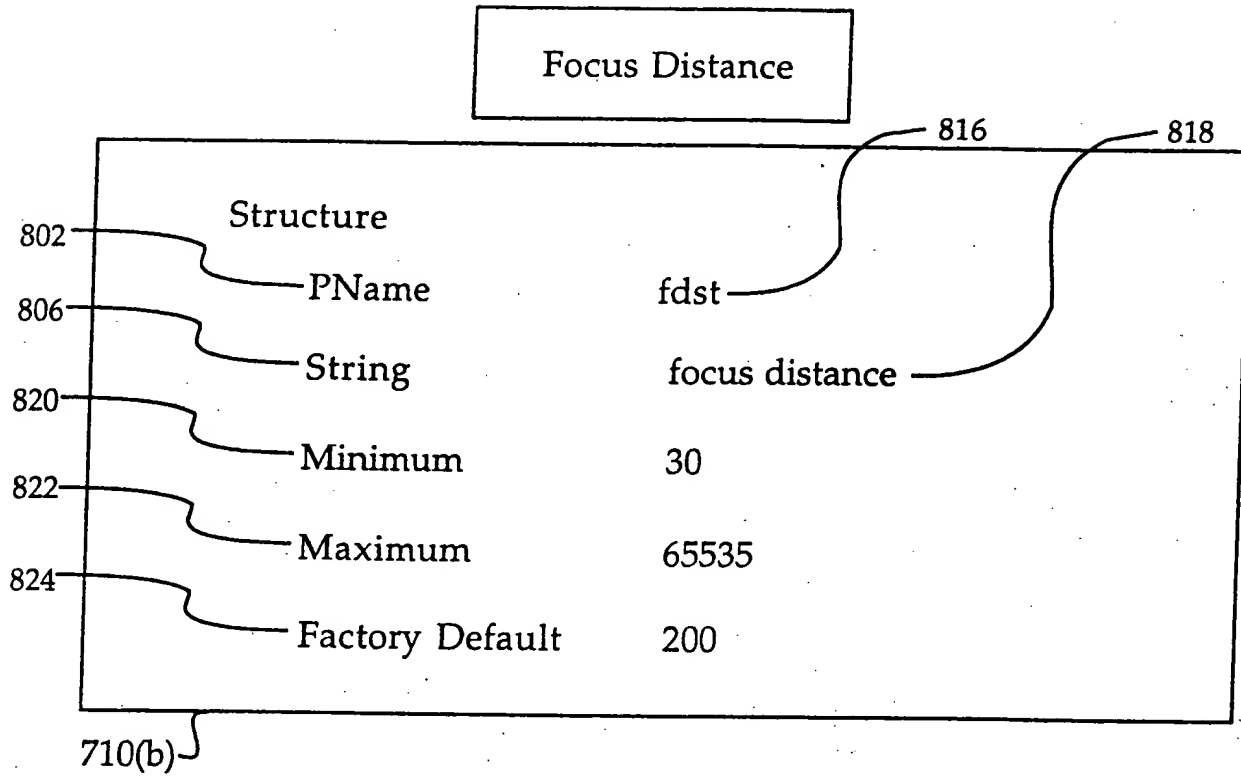 Focus Distance
816
818
Structure
802
PName fdst
806
String focus distance
820
Minimum 30
822
Maximum 65535
824
Factory Default 200
710(b)